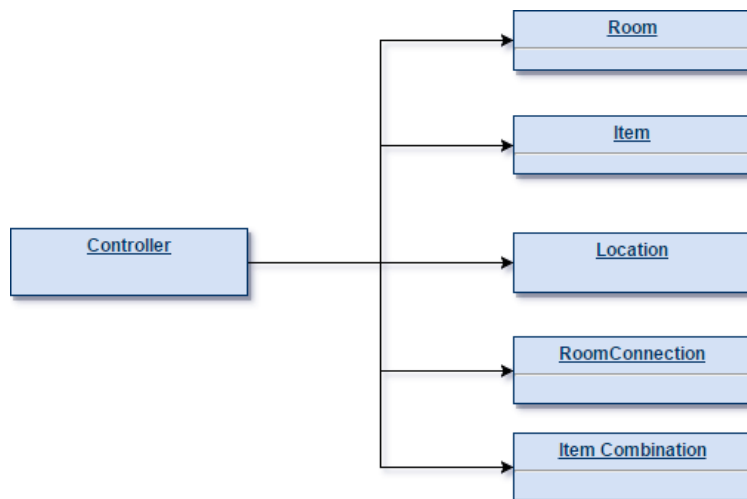 Room
Item
Controller
Location
RoomConnection
Item Combination